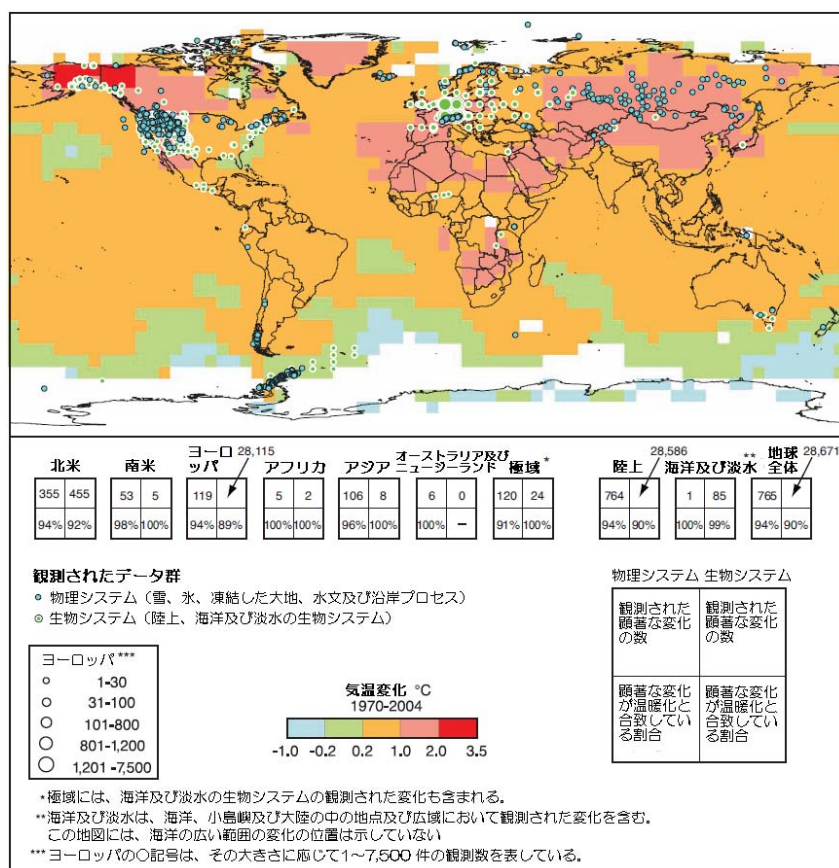 北米
南米
ヨーロ
ッパ
28,115
アフリカ
アジア
オーストラリア及び
ニュージーランド
極域*
陸上
28,586
海洋及び淡水**
地球
全体
28,671
355 455
94% 92%
53 5
98% 100%
119
94% 89%
5 2
100% 100%
106 8
96% 100%
6 0
100% －
120 24
91% 100%
764
94% 90%
1 85
100% 99%
765
94% 90%
観測されたデータ群
物理システム（雪、氷、凍結した大地、水文及び沿岸プロセス）
生物システム（陸上、海洋及び淡水の生物システム）
ヨーロッパ***
1-30
31-100
101-800
801-1,200
1,201-7,500
気温変化 °C
1970-2004
-1.0 -0.2 0.2 1.0 2.0 3.5
物理システム 生物システム
観測された
顕著な変化
の数
観測された
顕著な変化
の数
顕著な変化
が温暖化と
合致してい
る割合
顕著な変化
が温暖化と
合致してい
る割合
*極域には、海洋及び淡水の生物システムの観測された変化も含まれる。
**海洋及び淡水は、海洋、小島嶼及び大陸の中の地点及び広域において観測された変化を含む。
この地図には、海洋の広い範囲の変化の位置は示していない
***ヨーロッパの○記号は、その大きさに応じて1～7,500 件の観測数を表している。